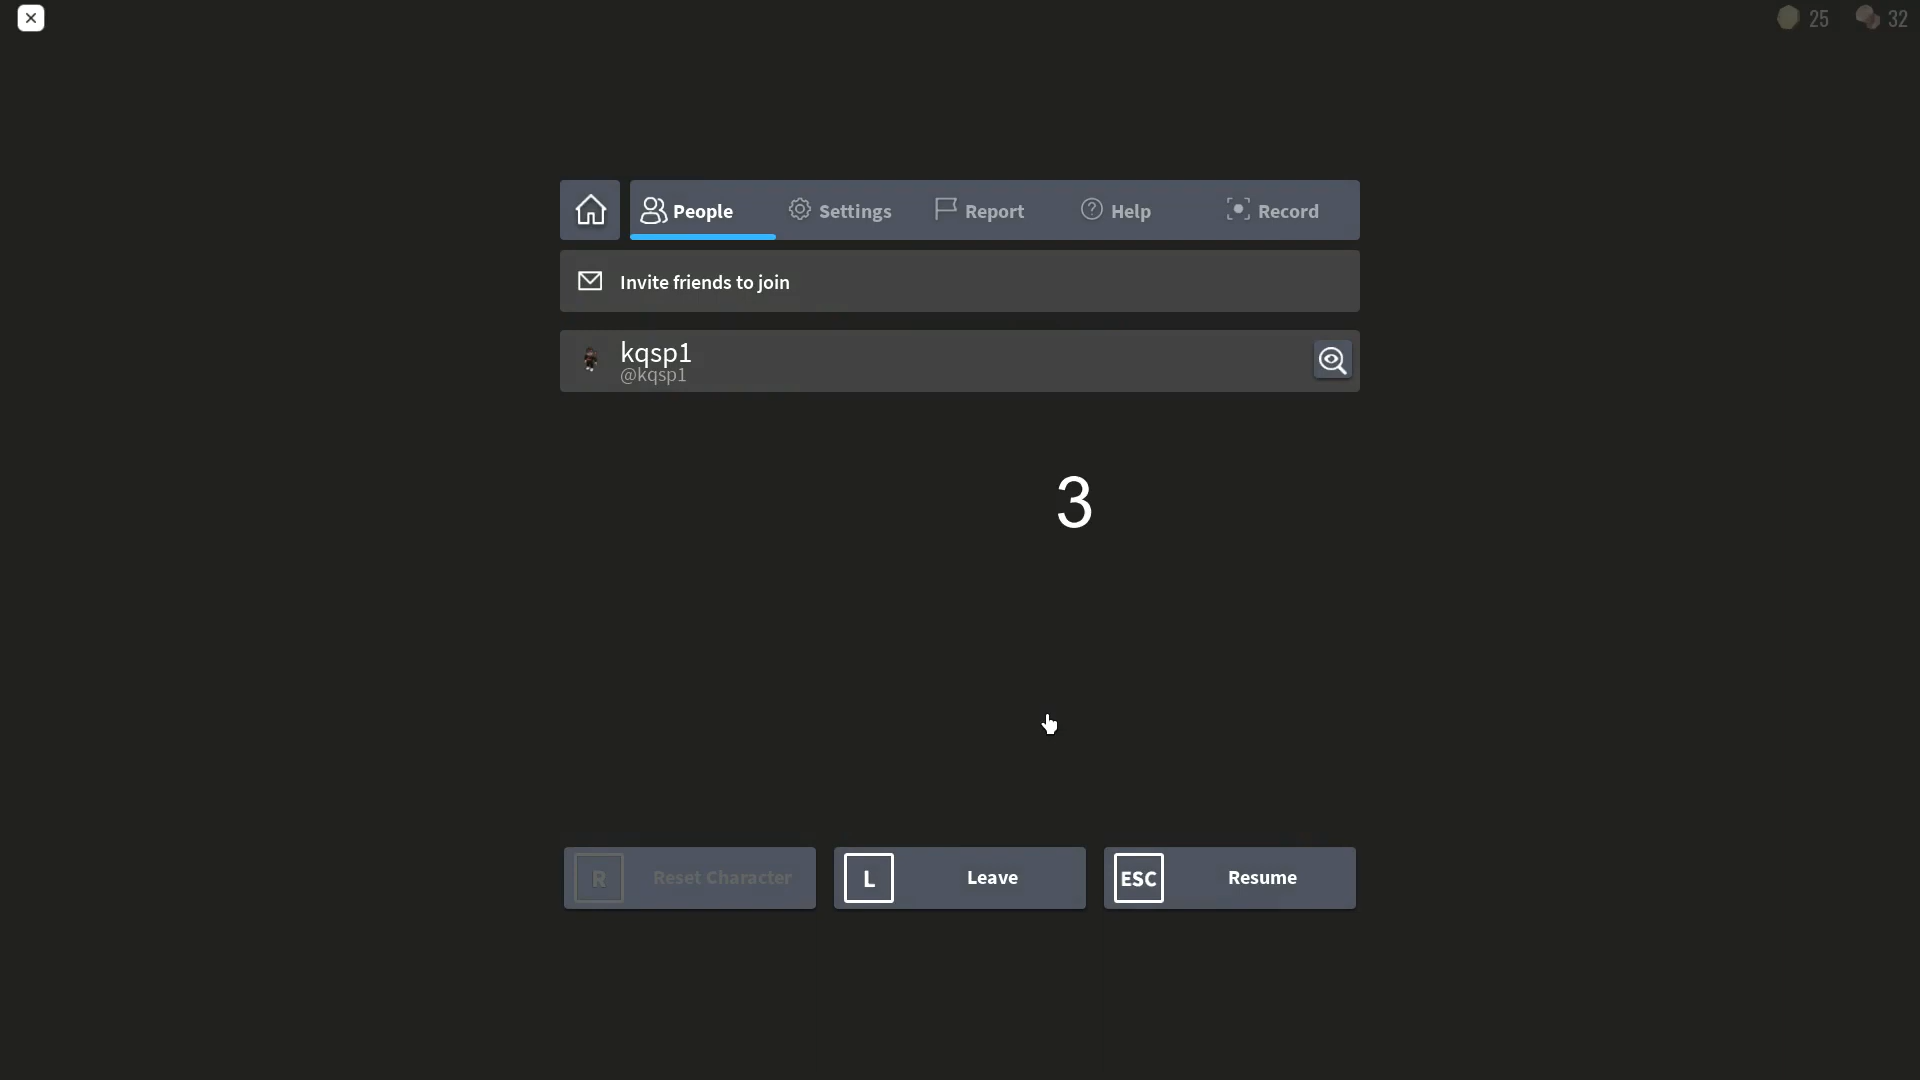 25 32
People Settings Report Help Record
Invite friends to join
kqsp1
@kqsp1
3
R Reset Character L Leave ESC Resume